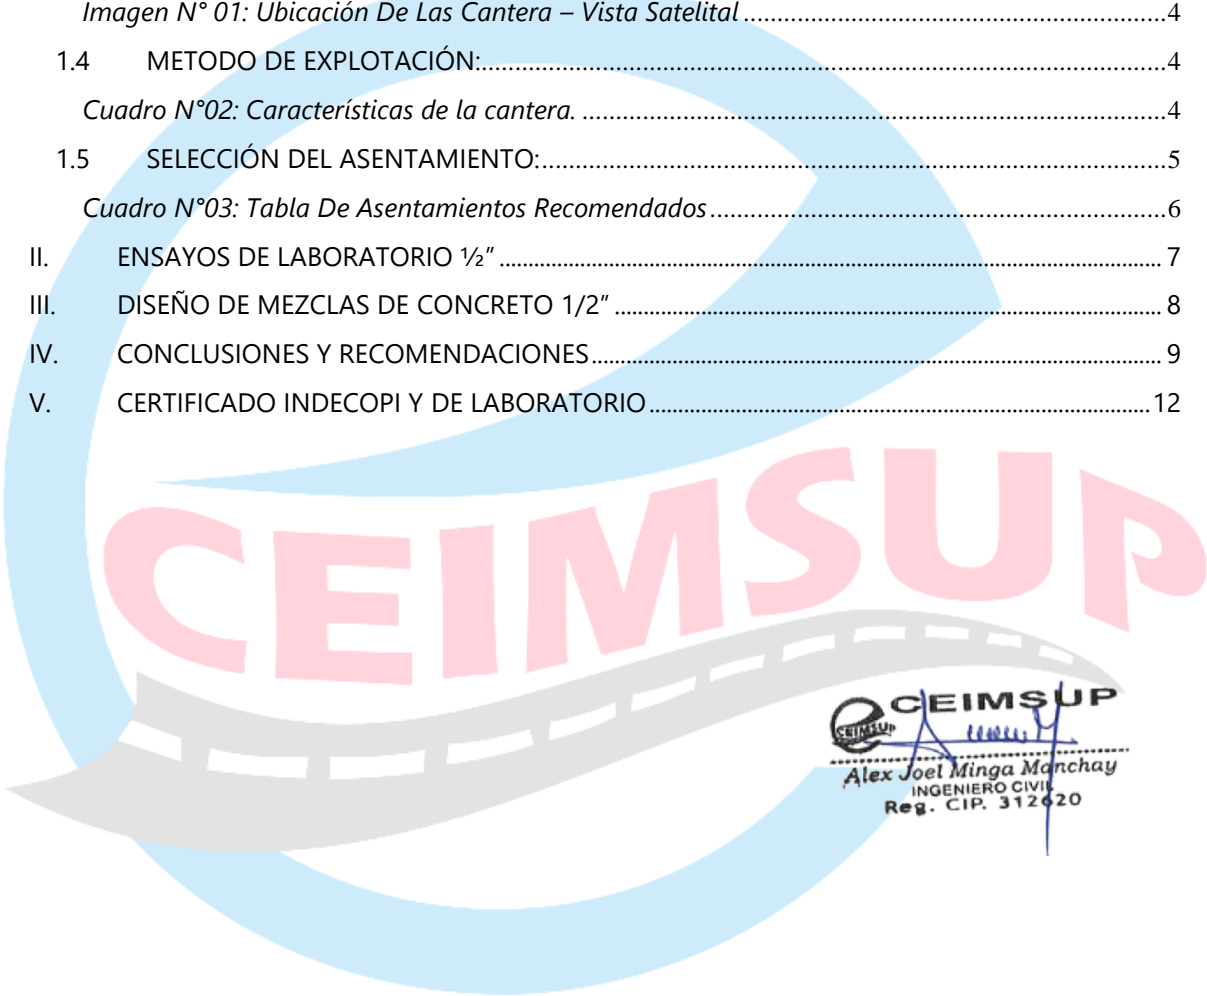 Imagen N° 01: Ubicación De Las Cantera – Vista Satelital ........ 4
1.4 METODO DE EXPLOTACIÓN: ........ 4
Cuadro N°02: Características de la cantera. ........ 4
1.5 SELECCIÓN DEL ASENTAMIENTO: ........ 5
Cuadro N°03: Tabla De Asentamientos Recomendados ........ 6
II. ENSAYOS DE LABORATORIO ½” ........ 7
III. DISEÑO DE MEZCLAS DE CONCRETO 1/2” ........ 8
IV. CONCLUSIONES Y RECOMENDACIONES ........ 9
V. CERTIFICADO INDECOPI Y DE LABORATORIO ........ 12
CEIMSUP
CEIMSUP
CEIMSUP
Alex Joel Minga Manchay
INGENIERO CIVIL
Reg. CIP. 312620